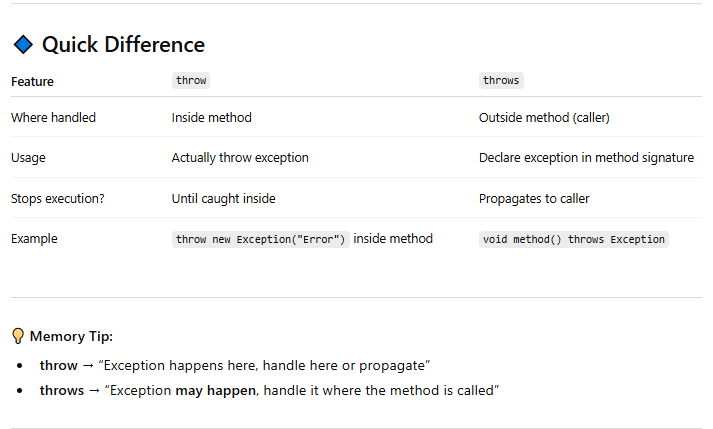 Quick Difference
Feature throw throws
Where handled Inside method Outside method (caller)
Usage Actually throw exception Declare exception in method signature
Stops execution? Until caught inside Propagates to caller
Example throw new Exception("Error") inside method void method() throws Exception
Memory Tip:
• throw → “Exception happens here, handle here or propagate”
• throws → “Exception may happen, handle it where the method is called”